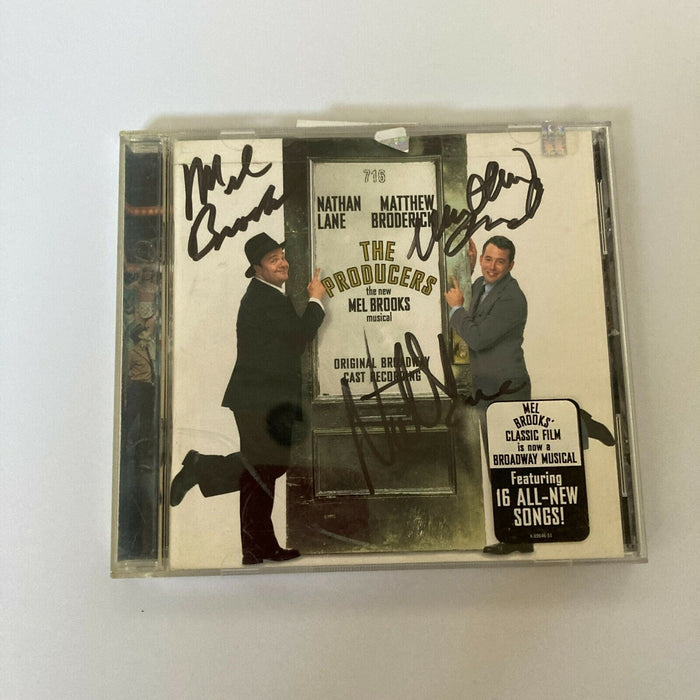 Mel
Brooks
716
NATHAN MATTHEW
LANE BRODERICK
THE
PRODUCERS
the new
MEL BROOKS
musical
ORIGINAL BROADWAY
CAST RECORDING
MEL
BROOKS'
CLASSIC FILM
is now a
BROADWAY MUSICAL
Featuring
16 ALL-NEW
SONGS!